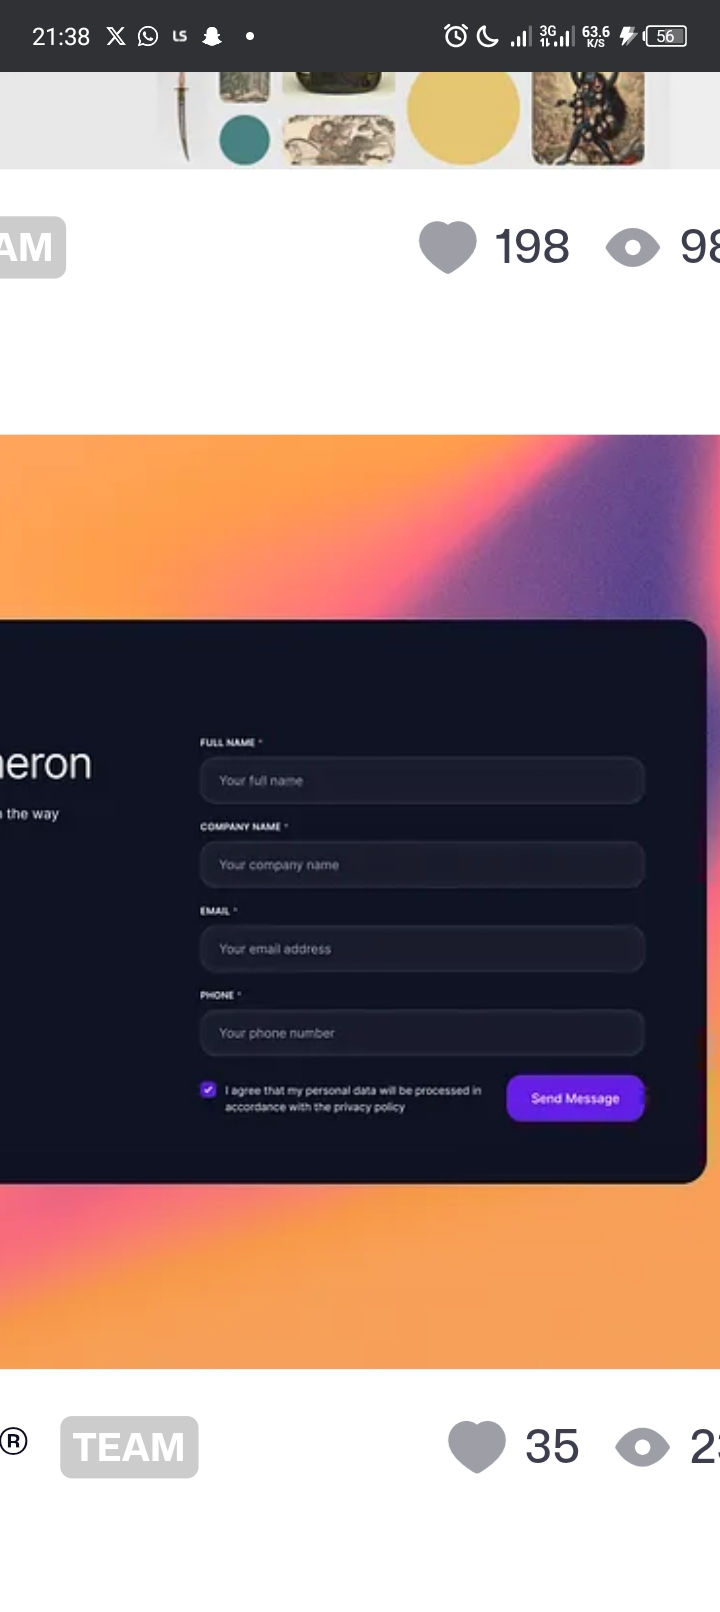 21:38 X LS 3G 63.6 K/S 56
AM 198 98
neron
n the way
FULL NAME *
Your full name
COMPANY NAME *
Your company name
EMAIL *
Your email address
PHONE *
Your phone number
I agree that my personal data will be processed in
accordance with the privacy policy
Send Message
® TEAM 35 23